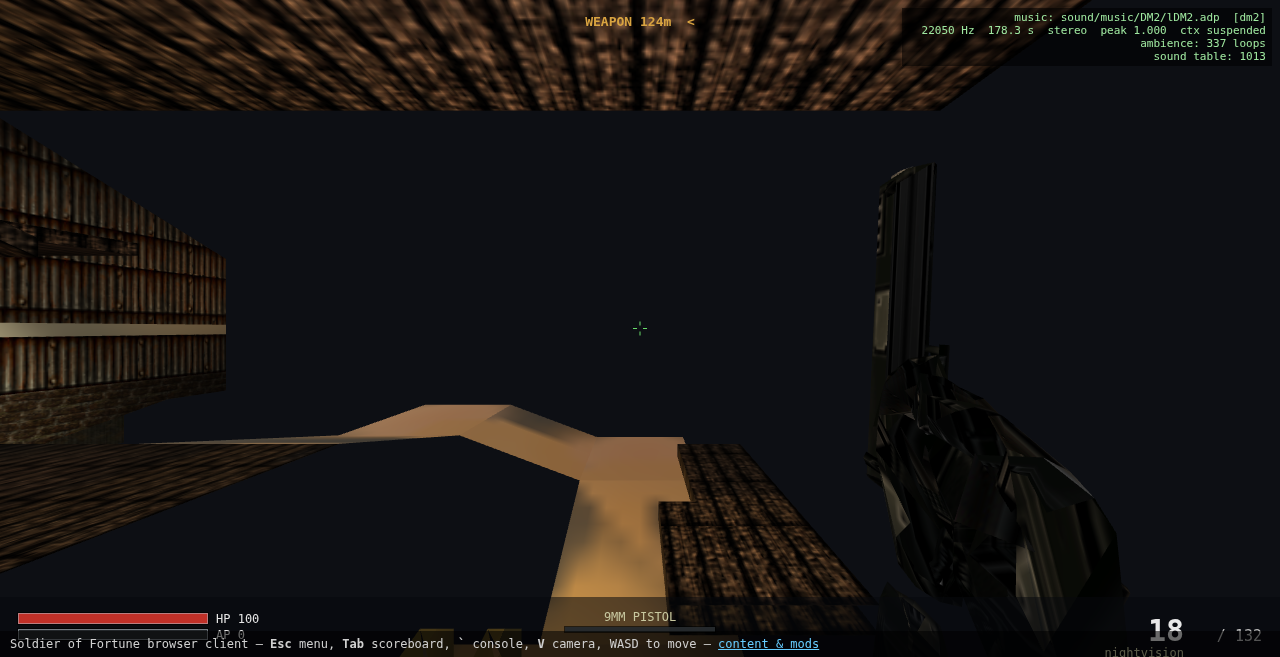 WEAPON 124m <
music: sound/music/DM2/lDM2.adp [dm2]
22050 Hz 178.3 s stereo peak 1.000 ctx suspended
ambience: 337 loops
sound table: 1013
HP 100
AP 0
9MM PISTOL
18 / 132
Soldier of Fortune browser client — Esc menu, Tab scoreboard, ` console, V camera, WASD to move — content & mods
nightvision